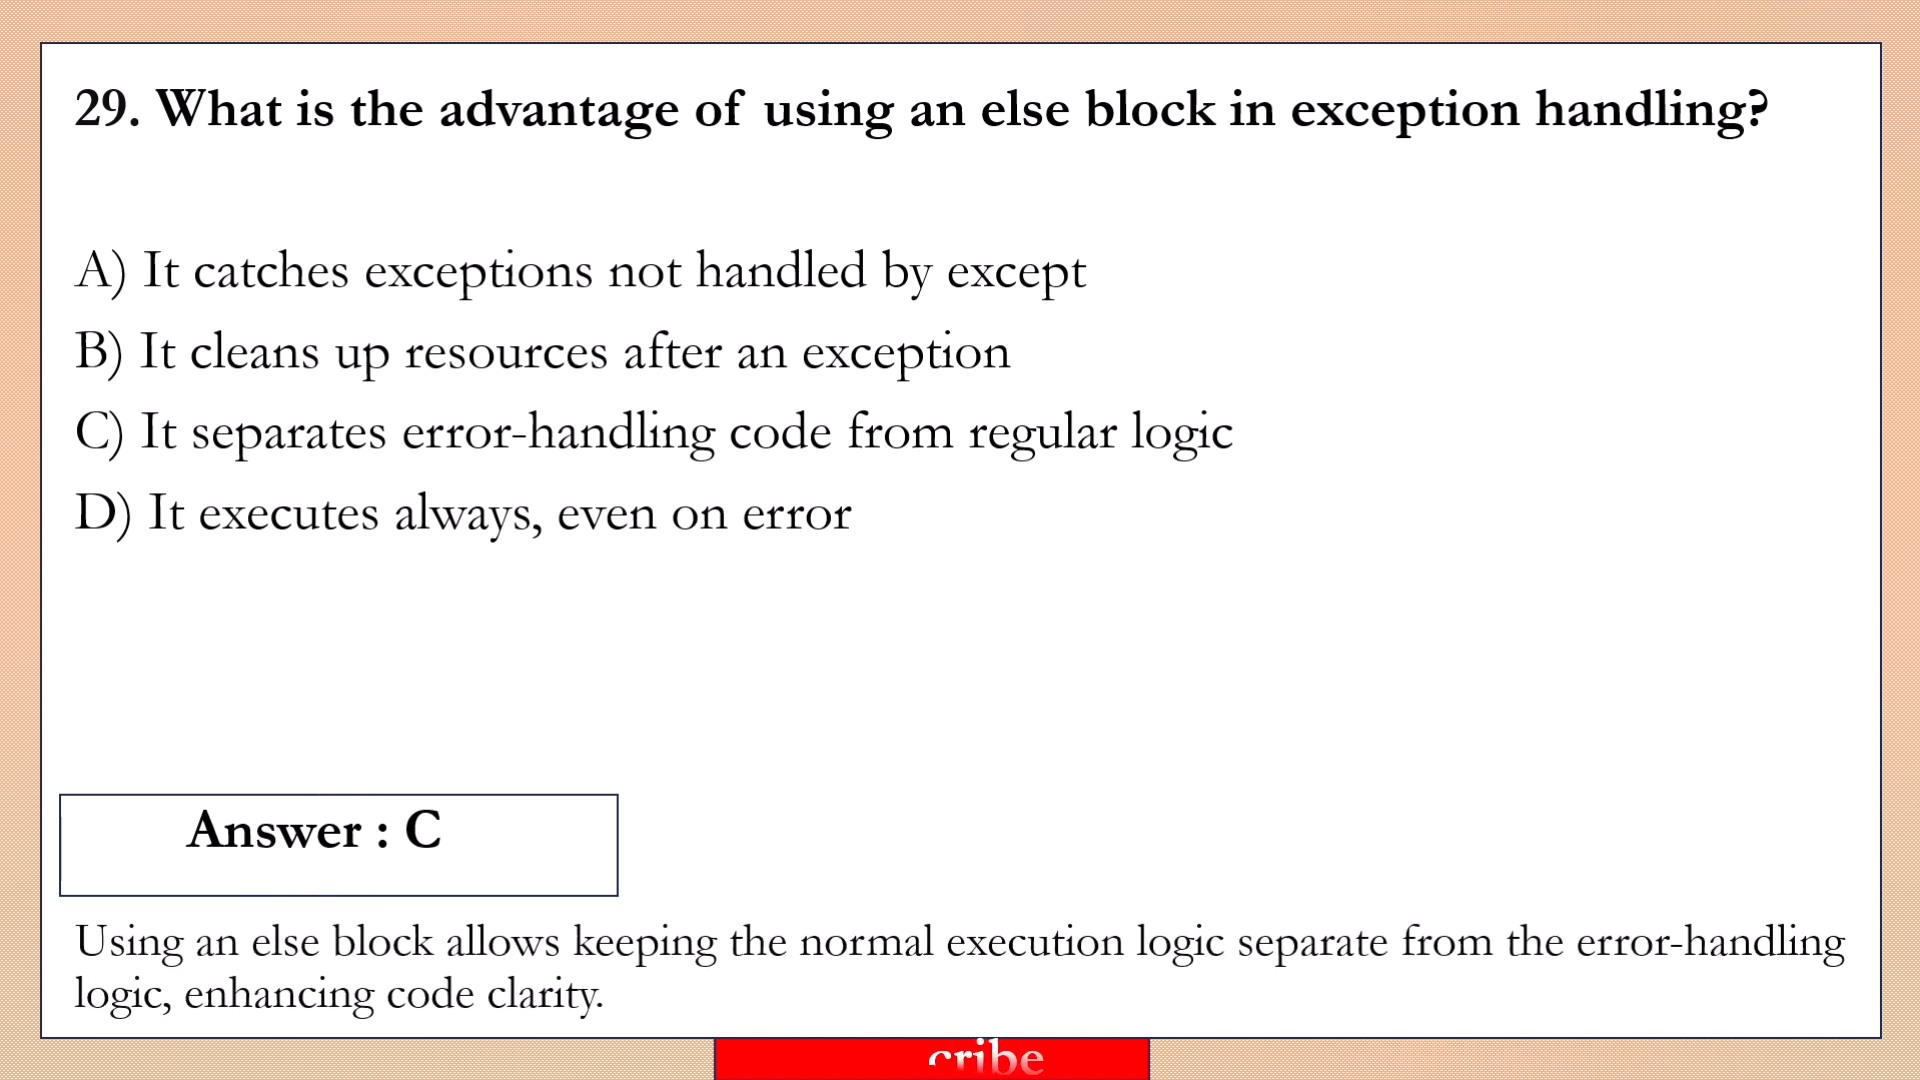 29. What is the advantage of using an else block in exception handling?
A) It catches exceptions not handled by except
B) It cleans up resources after an exception
C) It separates error-handling code from regular logic
D) It executes always, even on error
Answer : C
Using an else block allows keeping the normal execution logic separate from the error-handling
logic, enhancing code clarity.
cribe